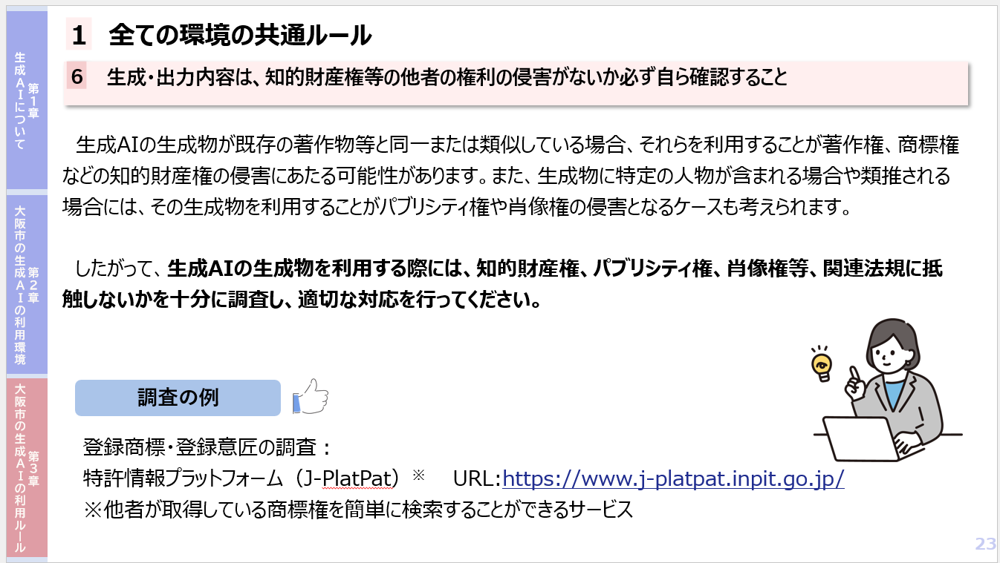 第1章
生成AIについて
第2章
大阪市の生成AIの利用環境
第3章
大阪市の生成AIの利用ルール
1 全ての環境の共通ルール
6 生成・出力内容は、知的財産権等の他者の権利の侵害がないか必ず自ら確認すること
生成AIの生成物が既存の著作物等と同一または類似している場合、それらを利用することが著作権、商標権
などの知的財産権の侵害にあたる可能性があります。また、生成物に特定の人物が含まれる場合や類推される
場合には、その生成物を利用することがパブリシティ権や肖像権の侵害となるケースも考えられます。
したがって、生成AIの生成物を利用する際には、知的財産権、パブリシティ権、肖像権等、関連法規に抵
触しないかを十分に調査し、適切な対応を行ってください。
調査の例
登録商標・登録意匠の調査：
特許情報プラットフォーム（J-PlatPat）※ URL:https://www.j-platpat.inpit.go.jp/
※他者が取得している商標権を簡単に検索することができるサービス
23